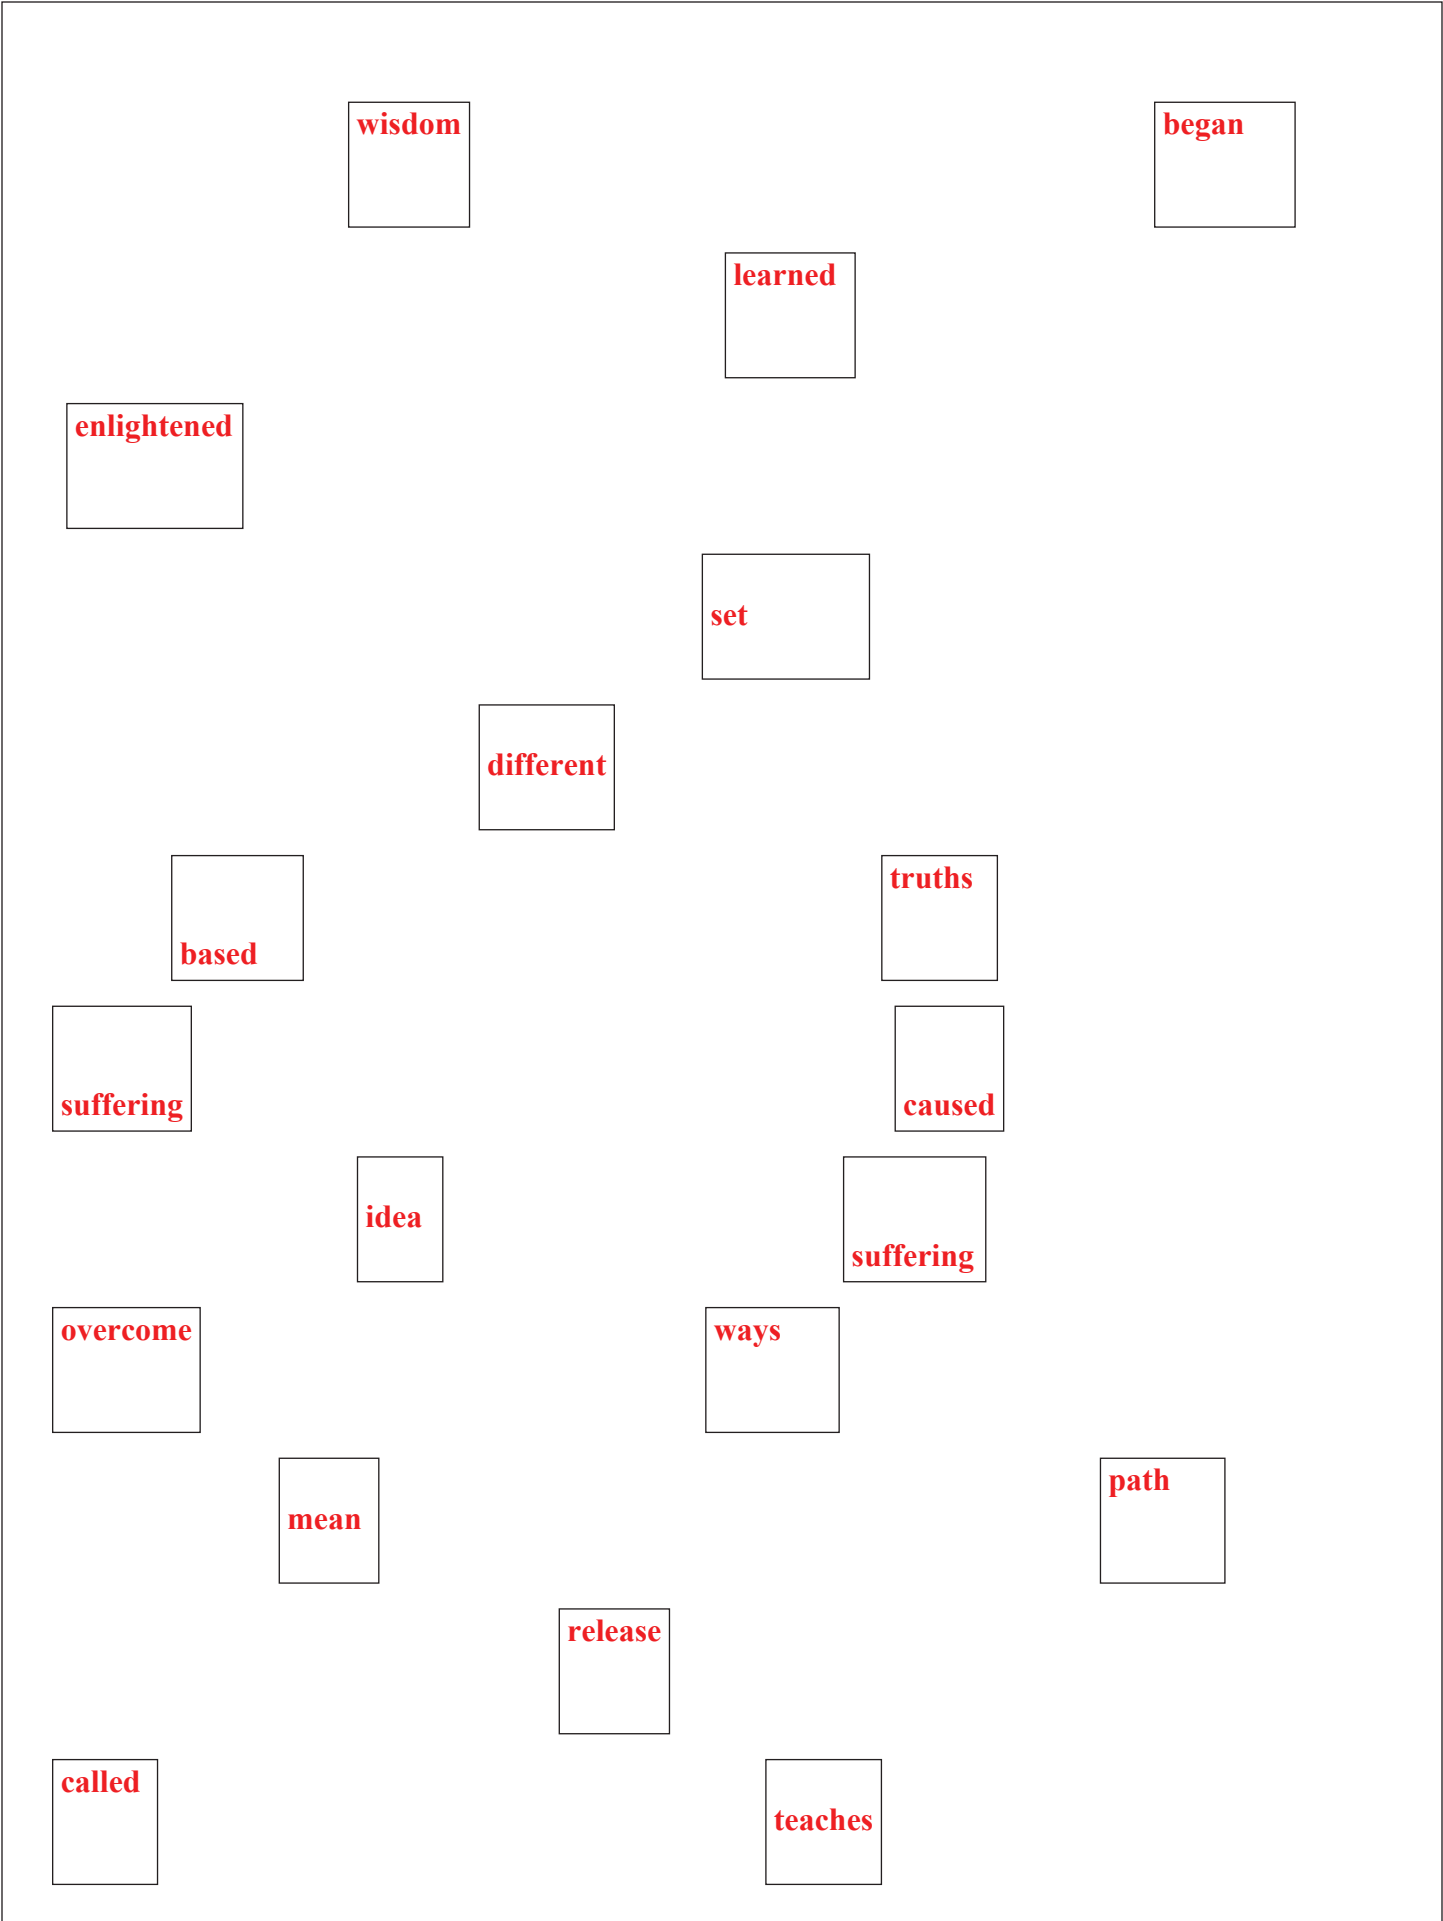 wisdom began
learned
enlightened
set
different
truths
based
suffering caused
idea
suffering
overcome ways
path
mean
release
called
teaches